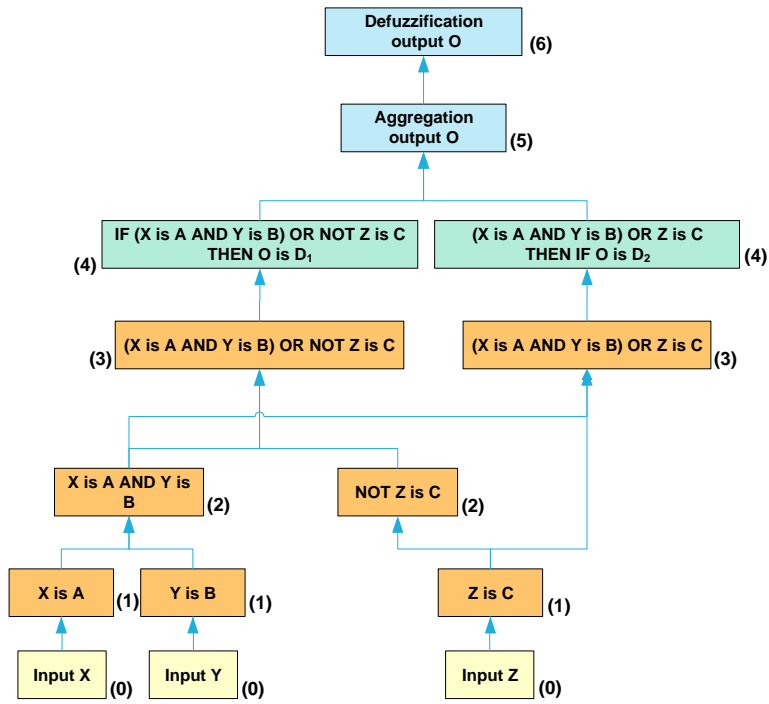 Defuzzification
output O
(6)
Aggregation
output O
(5)
IF (X is A AND Y is B) OR NOT Z is C
THEN O is D₁
(4)
(X is A AND Y is B) OR Z is C
THEN IF O is D₂
(4)
(X is A AND Y is B) OR NOT Z is C
(3)
(X is A AND Y is B) OR Z is C
(3)
X is A AND Y is
B
(2)
NOT Z is C
(2)
X is A
(1)
Y is B
(1)
Z is C
(1)
Input X
(0)
Input Y
(0)
Input Z
(0)